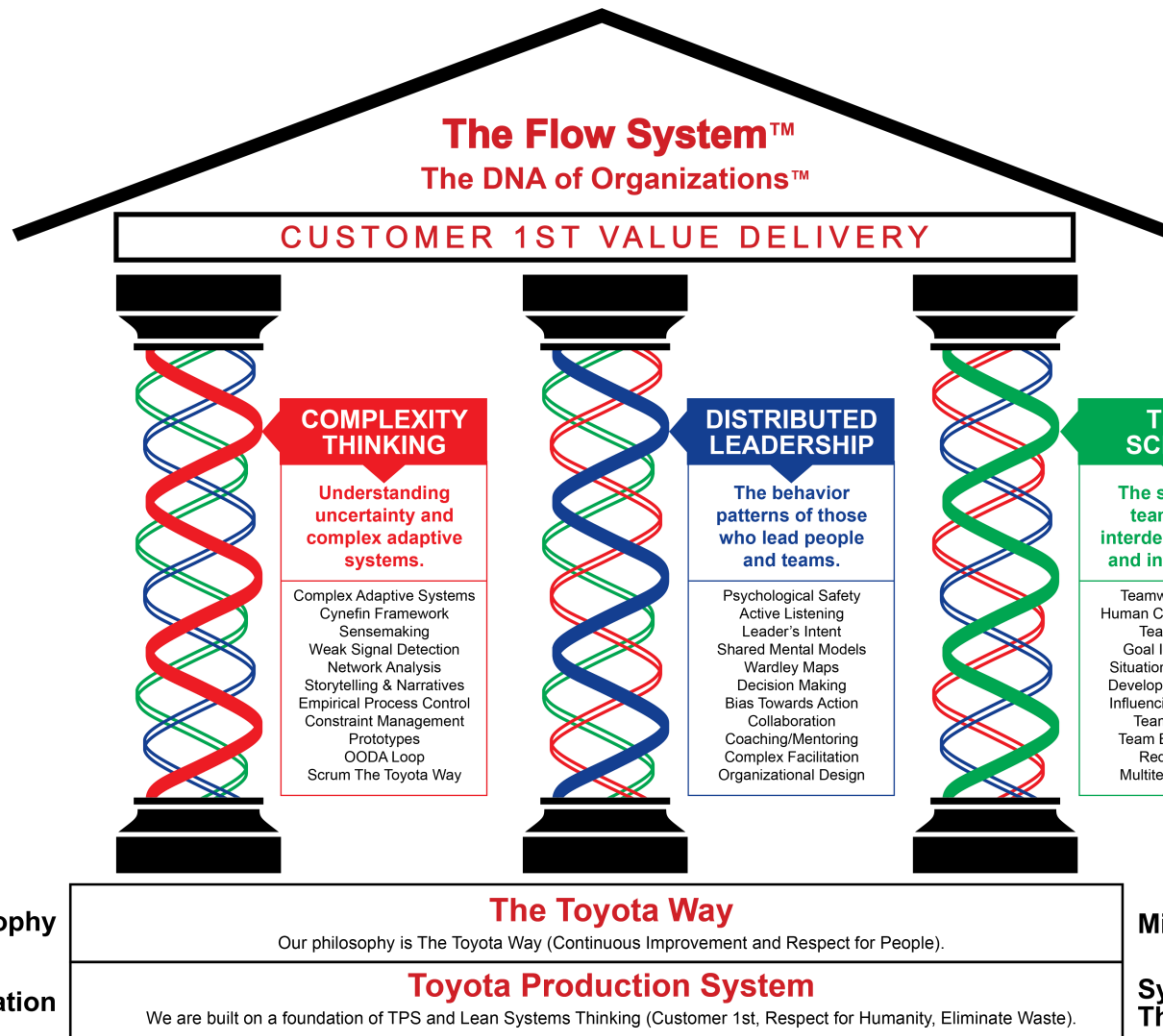 The Flow System™
The DNA of Organizations™
CUSTOMER 1ST VALUE DELIVERY
COMPLEXITY
THINKING
Understanding
uncertainty and
complex adaptive
systems.
Complex Adaptive Systems
Cynefin Framework
Sensemaking
Weak Signal Detection
Network Analysis
Storytelling & Narratives
Empirical Process Control
Constraint Management
Prototypes
OODA Loop
Scrum The Toyota Way
DISTRIBUTED
LEADERSHIP
The behavior
patterns of those
who lead people
and teams.
Psychological Safety
Active Listening
Leader's Intent
Shared Mental Models
Wardley Maps
Decision Making
Bias Towards Action
Collaboration
Coaching/Mentoring
Complex Facilitation
Organizational Design
The
and
Human
Goal
Team
The Toyota Way
Our philosophy is The Toyota Way (Continuous Improvement and Respect for People).
Toyota Production System
We are built on a foundation of TPS and Lean Systems Thinking (Customer 1st, Respect for Humanity, Eliminate Waste).